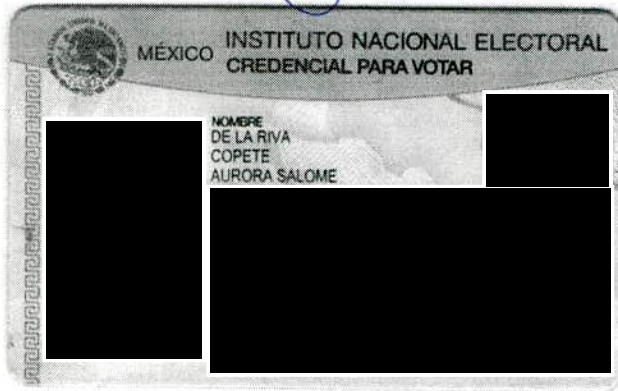 MÉXICO
INSTITUTO NACIONAL ELECTORAL
CREDENCIAL PARA VOTAR
NOMBRE
DE LA RIVA
COPETE
AURORA SALOME